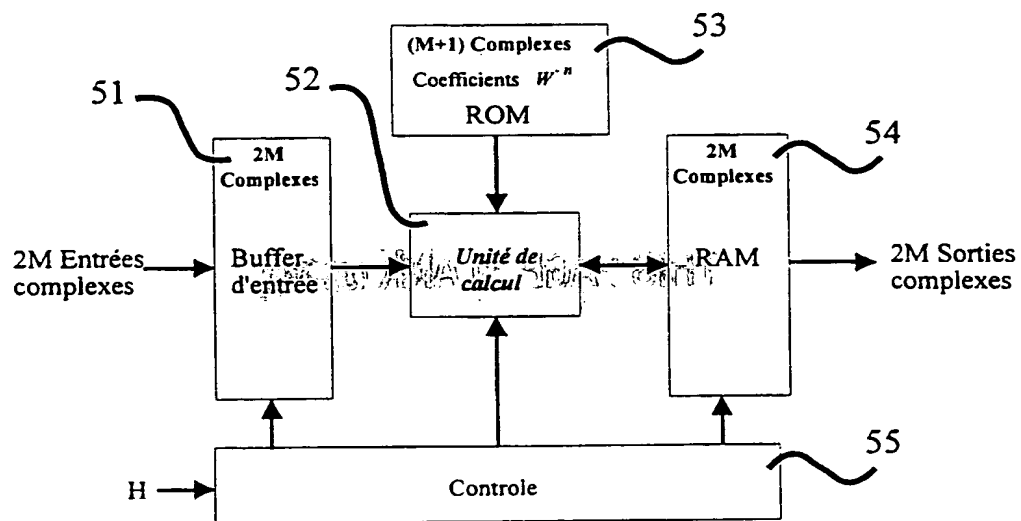 53
(M+1) Complexes
Coefficients W⁻ⁿ
ROM
51
52
54
2M
Complexes
2M
Complexes
2M Entrées
complexes
Buffer
d'entrée
Unité de
calcul
RAM
2M Sorties
complexes
55
H
Controle